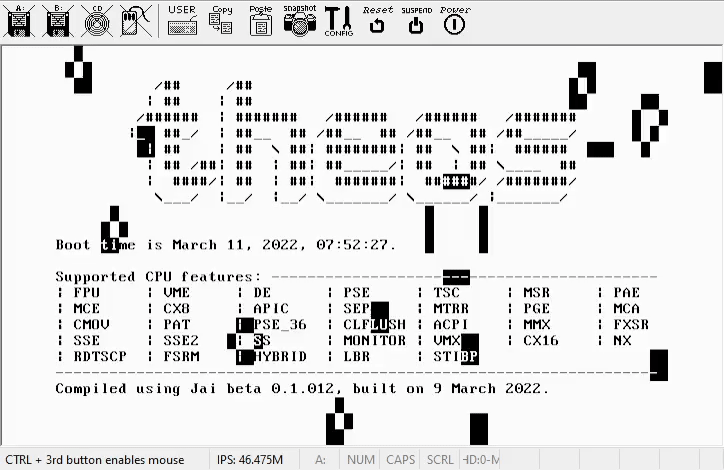 A: B: CD USER Copy Paste Snapshot CONFIG Reset SUSPEND Power
theos
Boot time is March 11, 2022, 07:52:27.
Supported CPU features:
FPU VME DE PSE TSC MSR PAE
MCE CX8 APIC SEP MTRR PGE MCA
CMOV PAT PSE_36 CLFLUSH ACPI MMX FXSR
SSE SSE2 SS MONITOR VMX CX16 NX
RDTSCP FSRM HYBRID LBR STIBP
Compiled using Jai beta 0.1.012, built on 9 March 2022.
CTRL + 3rd button enables mouse IPS: 46.475M A: NUM CAPS SCRL HD:0-M